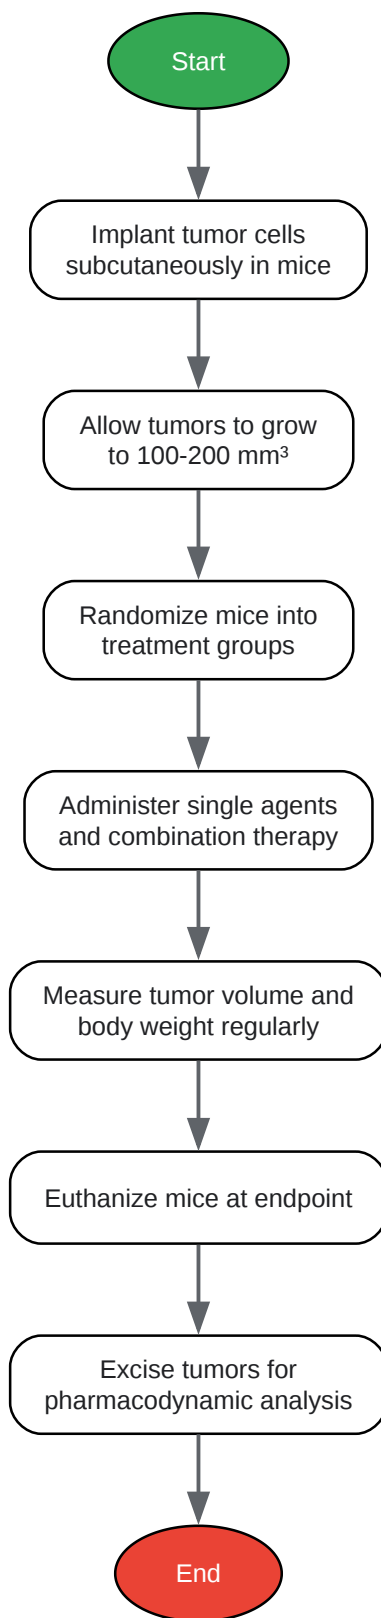 Start
Implant tumor cells
subcutaneously in mice
Allow tumors to grow
to 100-200 mm³
Randomize mice into
treatment groups
Administer single agents
and combination therapy
Measure tumor volume and
body weight regularly
Euthanize mice at endpoint
Excise tumors for
pharmacodynamic analysis
End